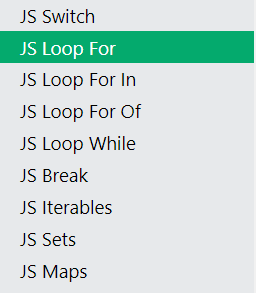 JS Switch
JS Loop For
JS Loop For In
JS Loop For Of
JS Loop While
JS Break
JS Iterables
JS Sets
JS Maps